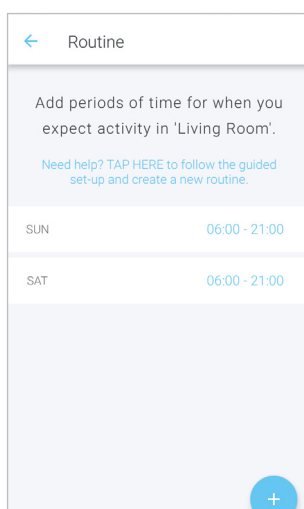 Routine
Add periods of time for when you
expect activity in 'Living Room'.
Need help? TAP HERE to follow the guided
set-up and create a new routine.
SUN 06:00 - 21:00
SAT 06:00 - 21:00
+